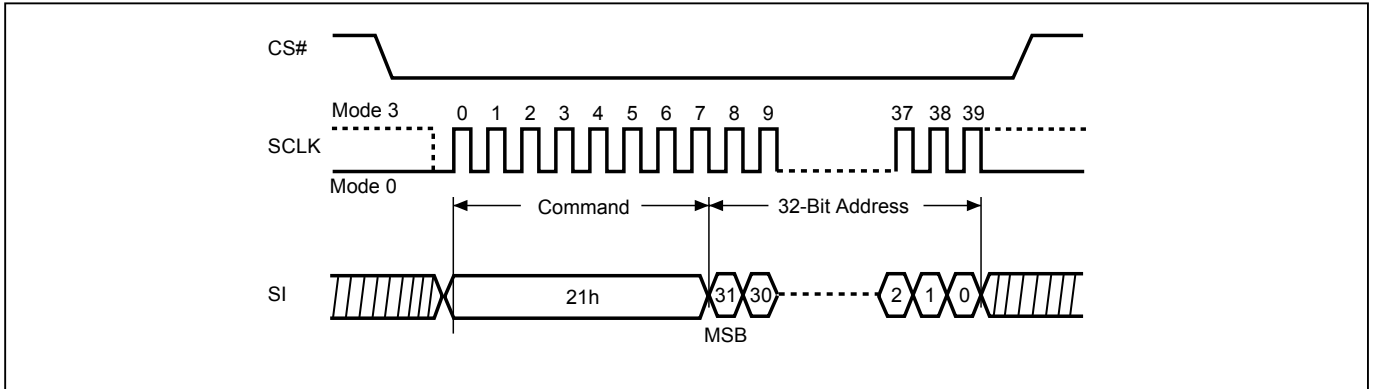 CS#
Mode 3
0 1 2 3 4 5 6 7 8 9 37 38 39
SCLK
Mode 0
Command 32-Bit Address
SI 21h 31 30 2 1 0
MSB